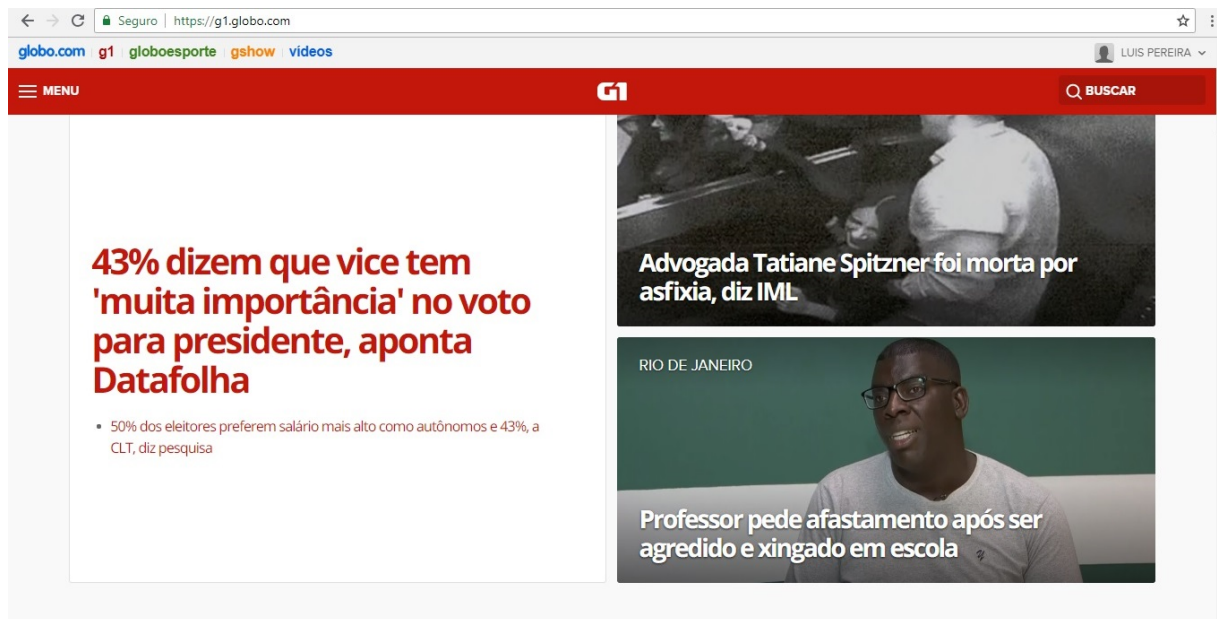 Seguro | https://g1.globo.com
globo.com g1 globoesporte gshow vídeos
LUIS PEREIRA
MENU
G1
BUSCAR
43% dizem que vice tem
'muita importância' no voto
para presidente, aponta
Datafolha
• 50% dos eleitores preferem salário mais alto como autônomos e 43%, a
CLT, diz pesquisa
Advogada Tatiane Spitzner foi morta por
asfixia, diz IML
RIO DE JANEIRO
Professor pede afastamento após ser
agredido e xingado em escola